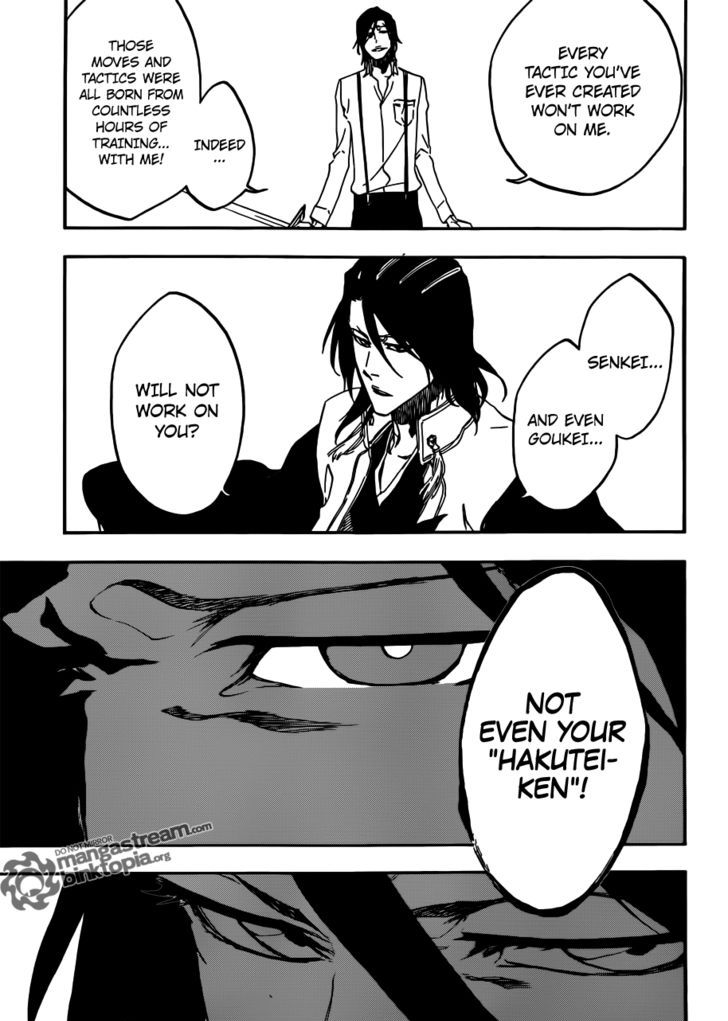 EVERY
TACTIC YOU'VE
EVER CREATED
WON'T WORK
ON ME.
INDEED
...
THOSE
MOVES AND
TACTICS WERE
ALL BORN FROM
COUNTLESS
HOURS OF
TRAINING...
WITH ME!
SENKEI...
AND EVEN
GOUKEI...
WILL NOT
WORK ON
YOU?
NOT
EVEN YOUR
"HAKUTEI-
KEN"!
DO NOT MIRROR
mangastream.com
binktopia.org